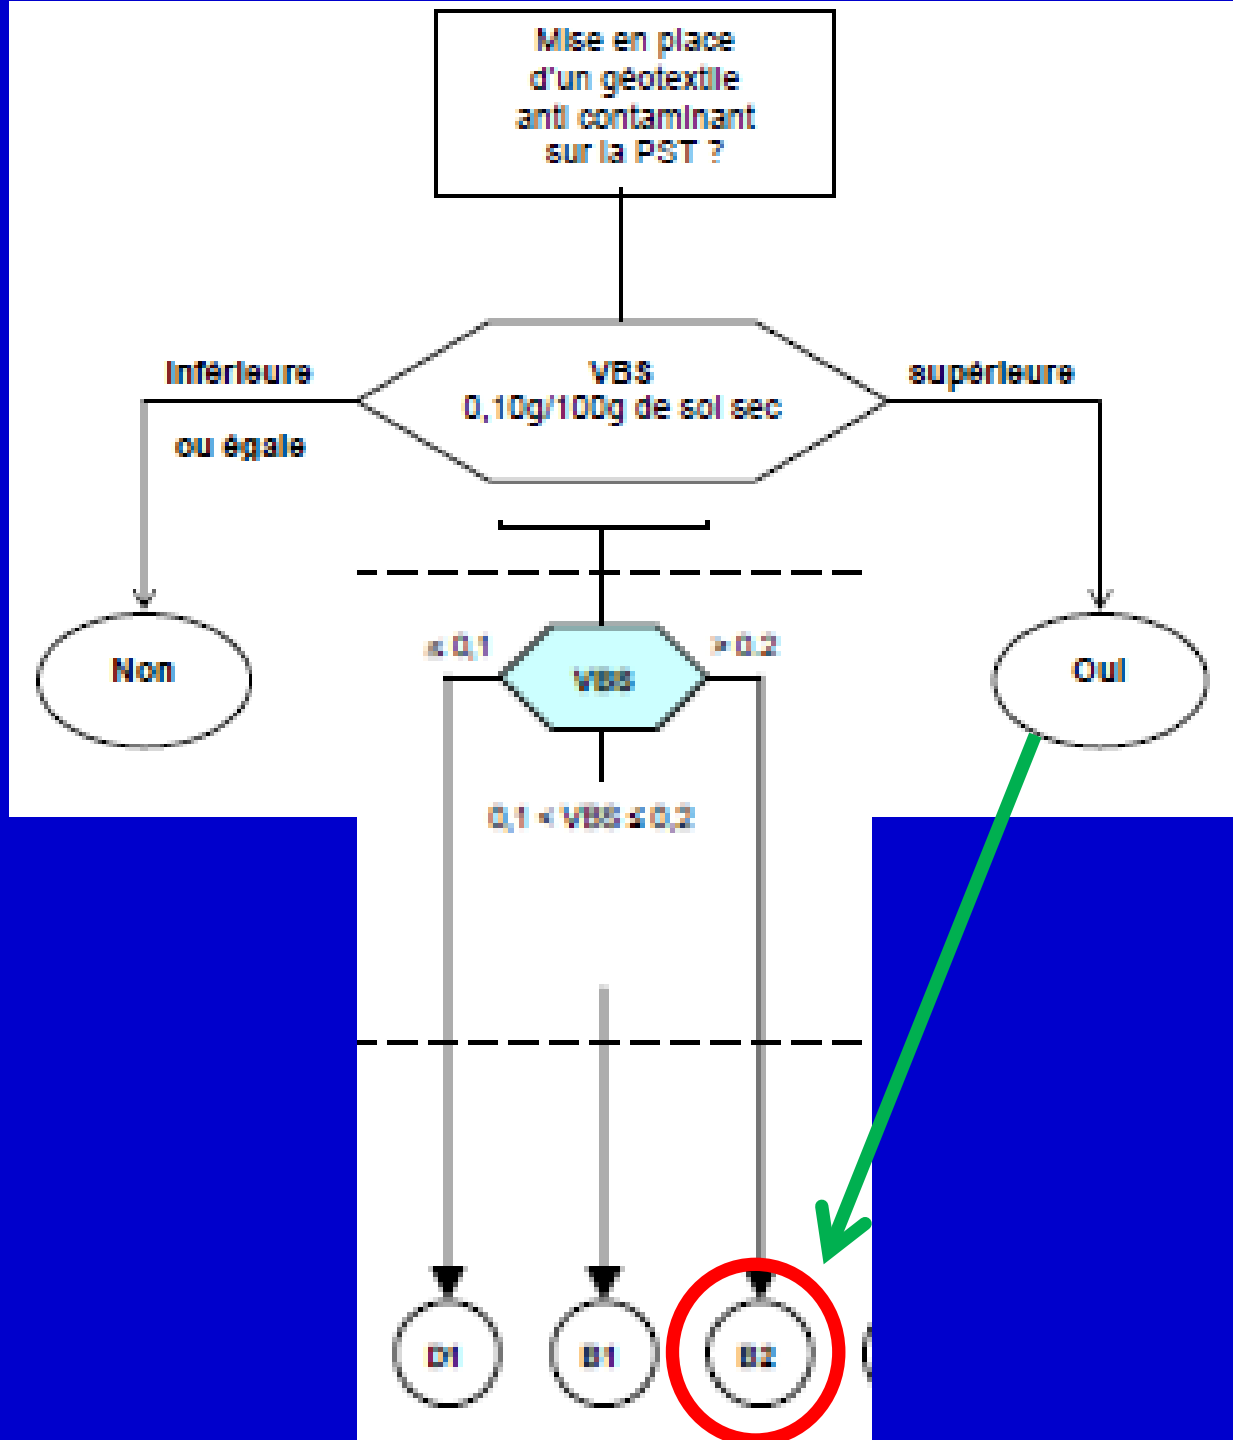 Mise en place
d'un géotextile
anti contaminant
sur la PST ?
inférieure
ou égale
VBS
0,10g/100g de sol sec
supérieure
Non
Oui
≤ 0,1
VBS
> 0.2
0,1 < VBS ≤ 0,2
D1
B1
B2